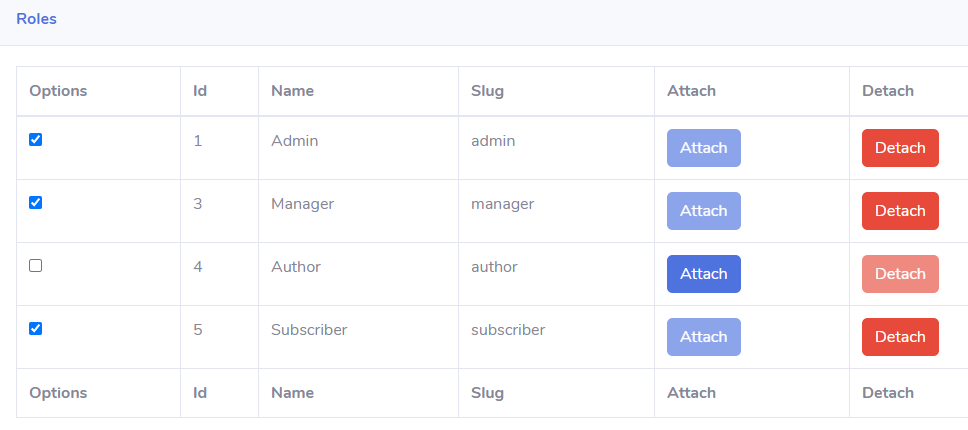 Roles
Options Id Name Slug Attach Detach
1 Admin admin Attach Detach
3 Manager manager Attach Detach
4 Author author Attach Detach
5 Subscriber subscriber Attach Detach
Options Id Name Slug Attach Detach